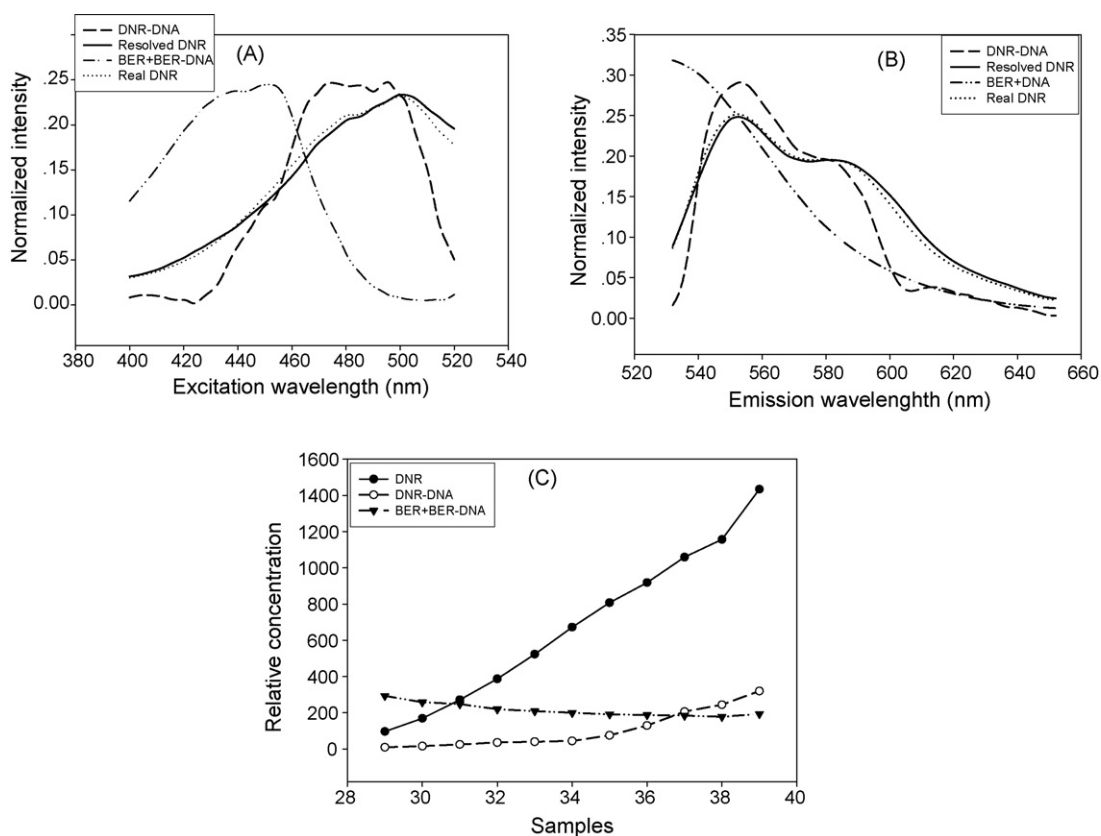 DNR-DNA
Resolved DNR
BER+BER-DNA
Real DNR
(A)
Normalized intensity
.25
.20
.15
.10
0.05
0.00
380 400 420 440 460 480 500 520 540
Excitation wavelength (nm)
DNR-DNA
Resolved DNR
BER+DNA
Real DNR
(B)
Normalized intensity
.35
.30
.25
.20
.15
.10
0.05
0.00
520 540 560 580 600 620 640 660
Emission wavelenghth (nm)
DNR
DNR-DNA
BER+BER-DNA
(C)
Relative concentration
1600
1400
1200
1000
800
600
400
200
0
28 30 32 34 36 38 40
Samples